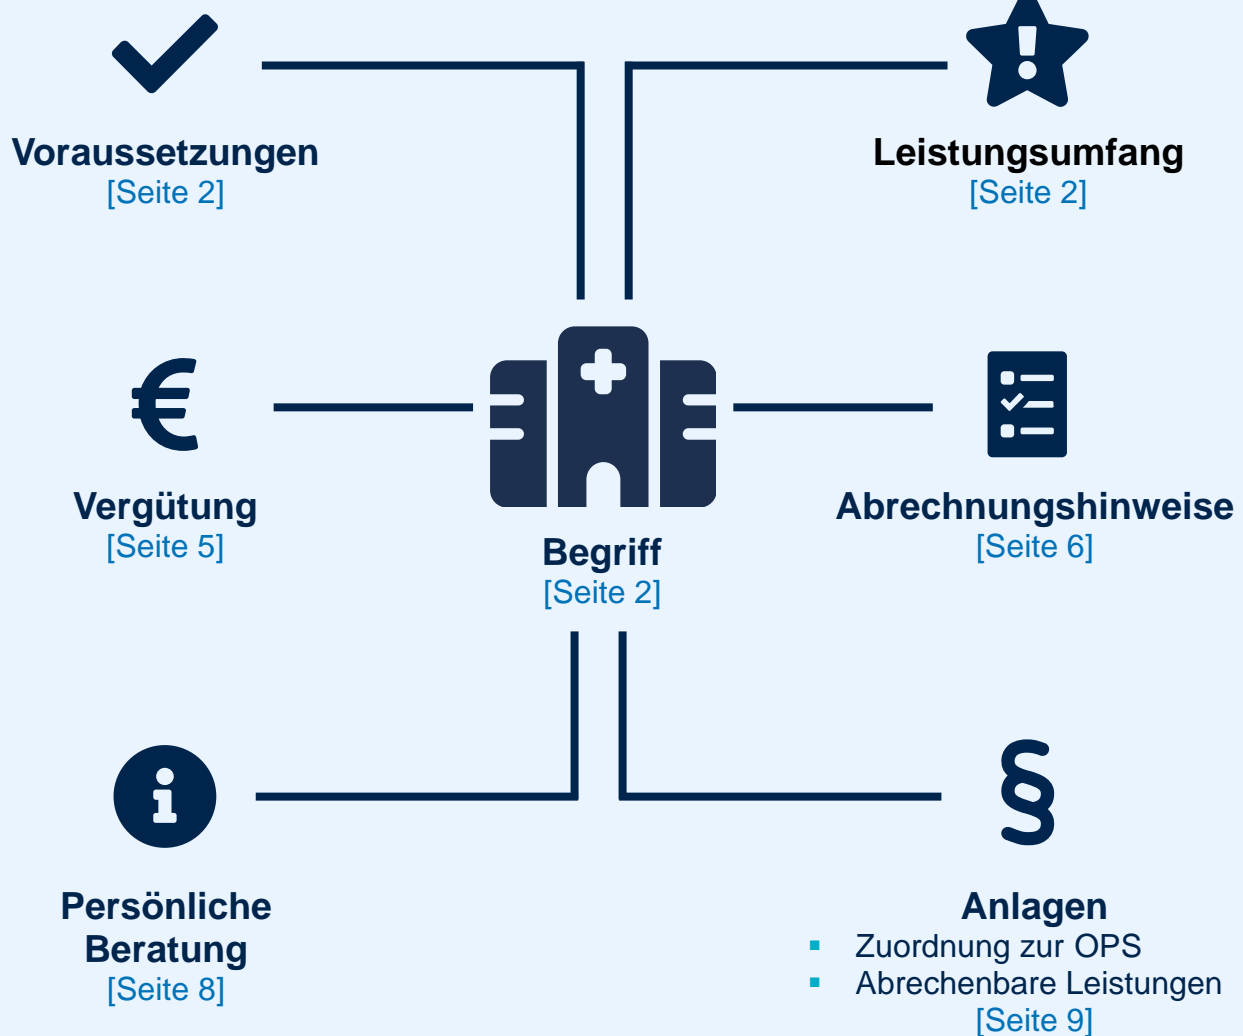 Voraussetzungen
[Seite 2]
Leistungsumfang
[Seite 2]
Vergütung
[Seite 5]
Begriff
[Seite 2]
Abrechnungshinweise
[Seite 6]
Persönliche
Beratung
[Seite 8]
Anlagen
▪ Zuordnung zur OPS
▪ Abrechenbare Leistungen
[Seite 9]